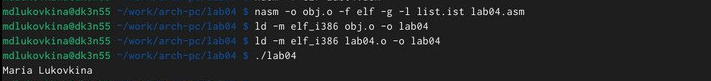 mdlukovkina@dk3n55 ~/work/arch-pc/lab04 $ nasm -o obj.o -f elf -g -l list.lst lab04.asm
mdlukovkina@dk3n55 ~/work/arch-pc/lab04 $ ld -m elf_i386 obj.o -o lab04
mdlukovkina@dk3n55 ~/work/arch-pc/lab04 $ ld -m elf_i386 lab04.o -o lab04
mdlukovkina@dk3n55 ~/work/arch-pc/lab04 $ ./lab04
Maria Lukovkina